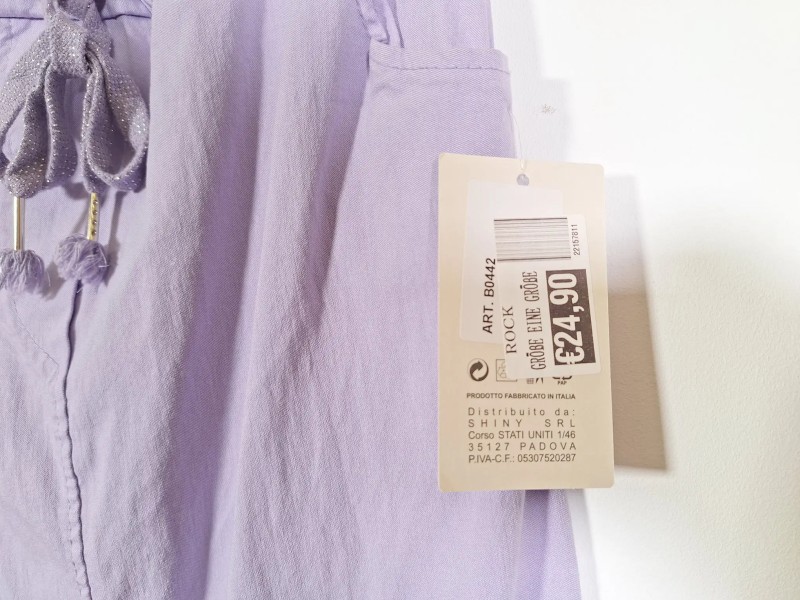 ART. B0442
22157811
ROCK
GRÖBE EINE GRÖBE
€24,90
PAP
PRODOTTO FABBRICATO IN ITALIA
Distribuito da:
SHINY SRL
Corso STATI UNITI 1/46
35127 PADOVA
P.IVA-C.F.: 05307520287